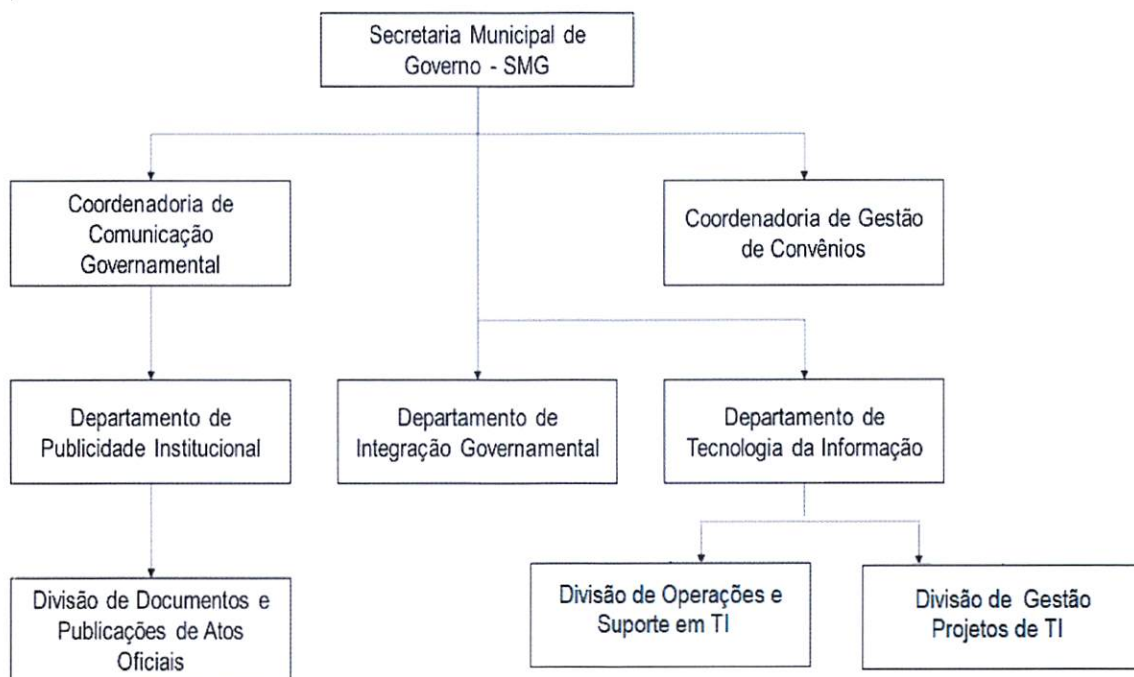 Secretaria Municipal de
Governo - SMG
Coordenadoria de
Comunicação
Governamental
Coordenadoria de Gestão
de Convênios
Departamento de
Publicidade Institucional
Departamento de
Integração Governamental
Departamento de
Tecnologia da Informação
Divisão de Documentos e
Publicações de Atos
Oficiais
Divisão de Operações e
Suporte em TI
Divisão de Gestão
Projetos de TI